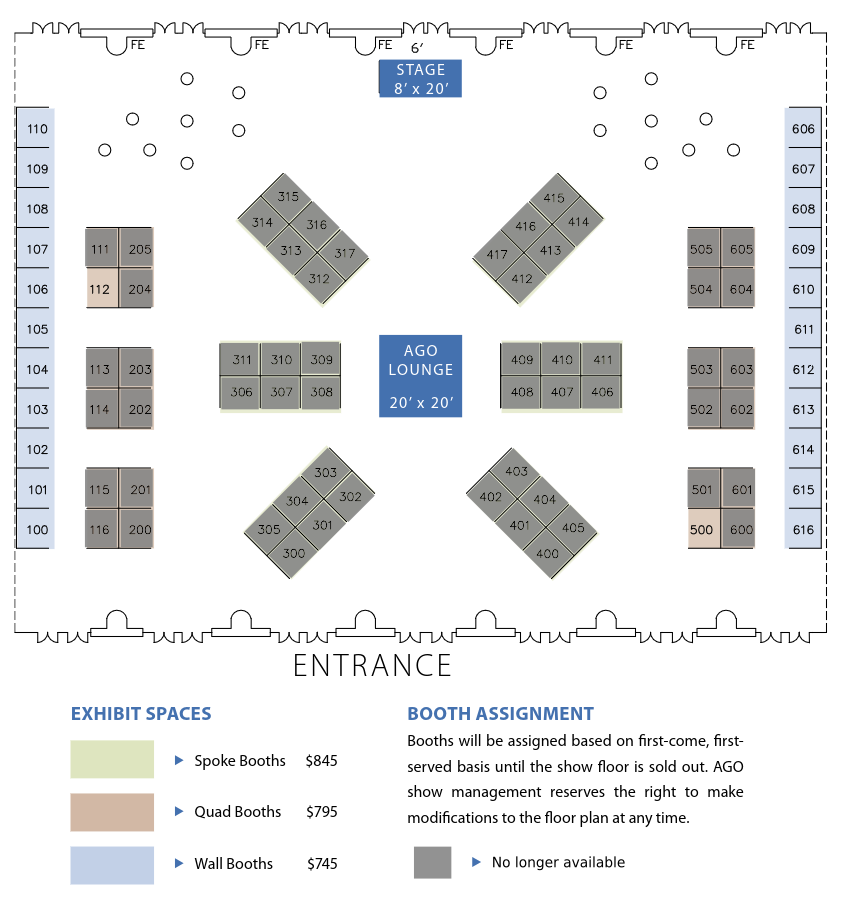 FE FE FE 6′ FE FE FE
STAGE
8′ x 20′
110 606
109 607
108 608
107 609
106 610
105 611
104 612
103 613
102 614
101 615
100 616
315
314 316
313 317
312
415
416 414
417 413
412
111 205
112 204
505 605
504 604
311 310 309
306 307 308
AGO
LOUNGE
20′ x 20′
409 410 411
408 407 406
113 203
114 202
503 603
502 602
303
304 302
305 301
300
403
402 404
401 405
400
115 201
116 200
501 601
500 600
ENTRANCE
EXHIBIT SPACES
Spoke Booths $845
Quad Booths $795
Wall Booths $745
BOOTH ASSIGNMENT
Booths will be assigned based on first-come, first-
served basis until the show floor is sold out. AGO
show management reserves the right to make
modifications to the floor plan at any time.
No longer available